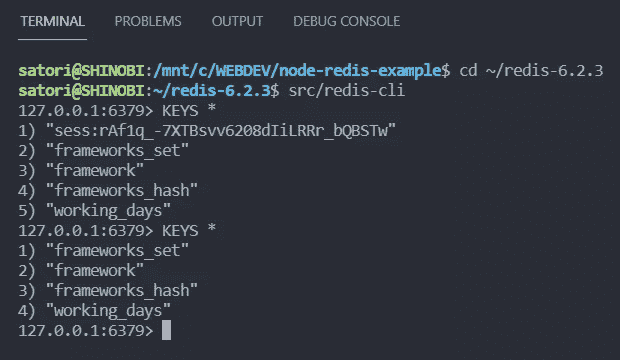 TERMINAL PROBLEMS OUTPUT DEBUG CONSOLE
satori@SHINOBI:/mnt/c/WEBDEV/node-redis-example$ cd ~/redis-6.2.3
satori@SHINOBI:~/redis-6.2.3$ src/redis-cli
127.0.0.1:6379> KEYS *
1) "sess:rAf1q_-7XTBsvv6208dIiLRRr_bQBSTw"
2) "frameworks_set"
3) "framework"
4) "frameworks_hash"
5) "working_days"
127.0.0.1:6379> KEYS *
1) "frameworks_set"
2) "framework"
3) "frameworks_hash"
4) "working_days"
127.0.0.1:6379>